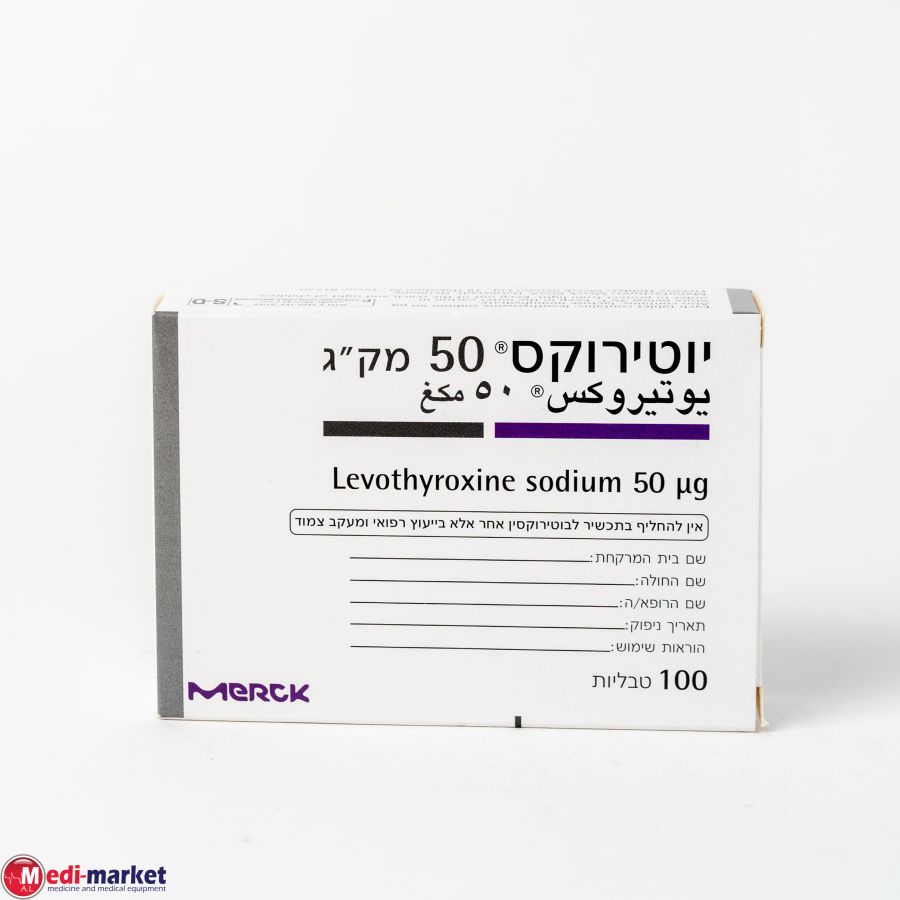 S-D
יוטירוקס® 50 מק"ג
يوتيروكس® ٥٠ مكغ
Levothyroxine sodium 50 µg
אין להחליף בתכשיר לבוטירוקסין אחר אלא בייעוץ רפואי ומעקב צמוד
שם בית המרקחת:
שם החולה:
שם הרופא/ה:
תאריך ניפוק:
הוראות שימוש:
100 טבליות
MERCK
Medi-market
A.L
medicine and medical equipment